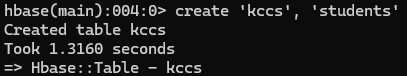 hbase(main):004:0> create 'kccs', 'students'
Created table kccs
Took 1.3160 seconds
=> Hbase::Table - kccs